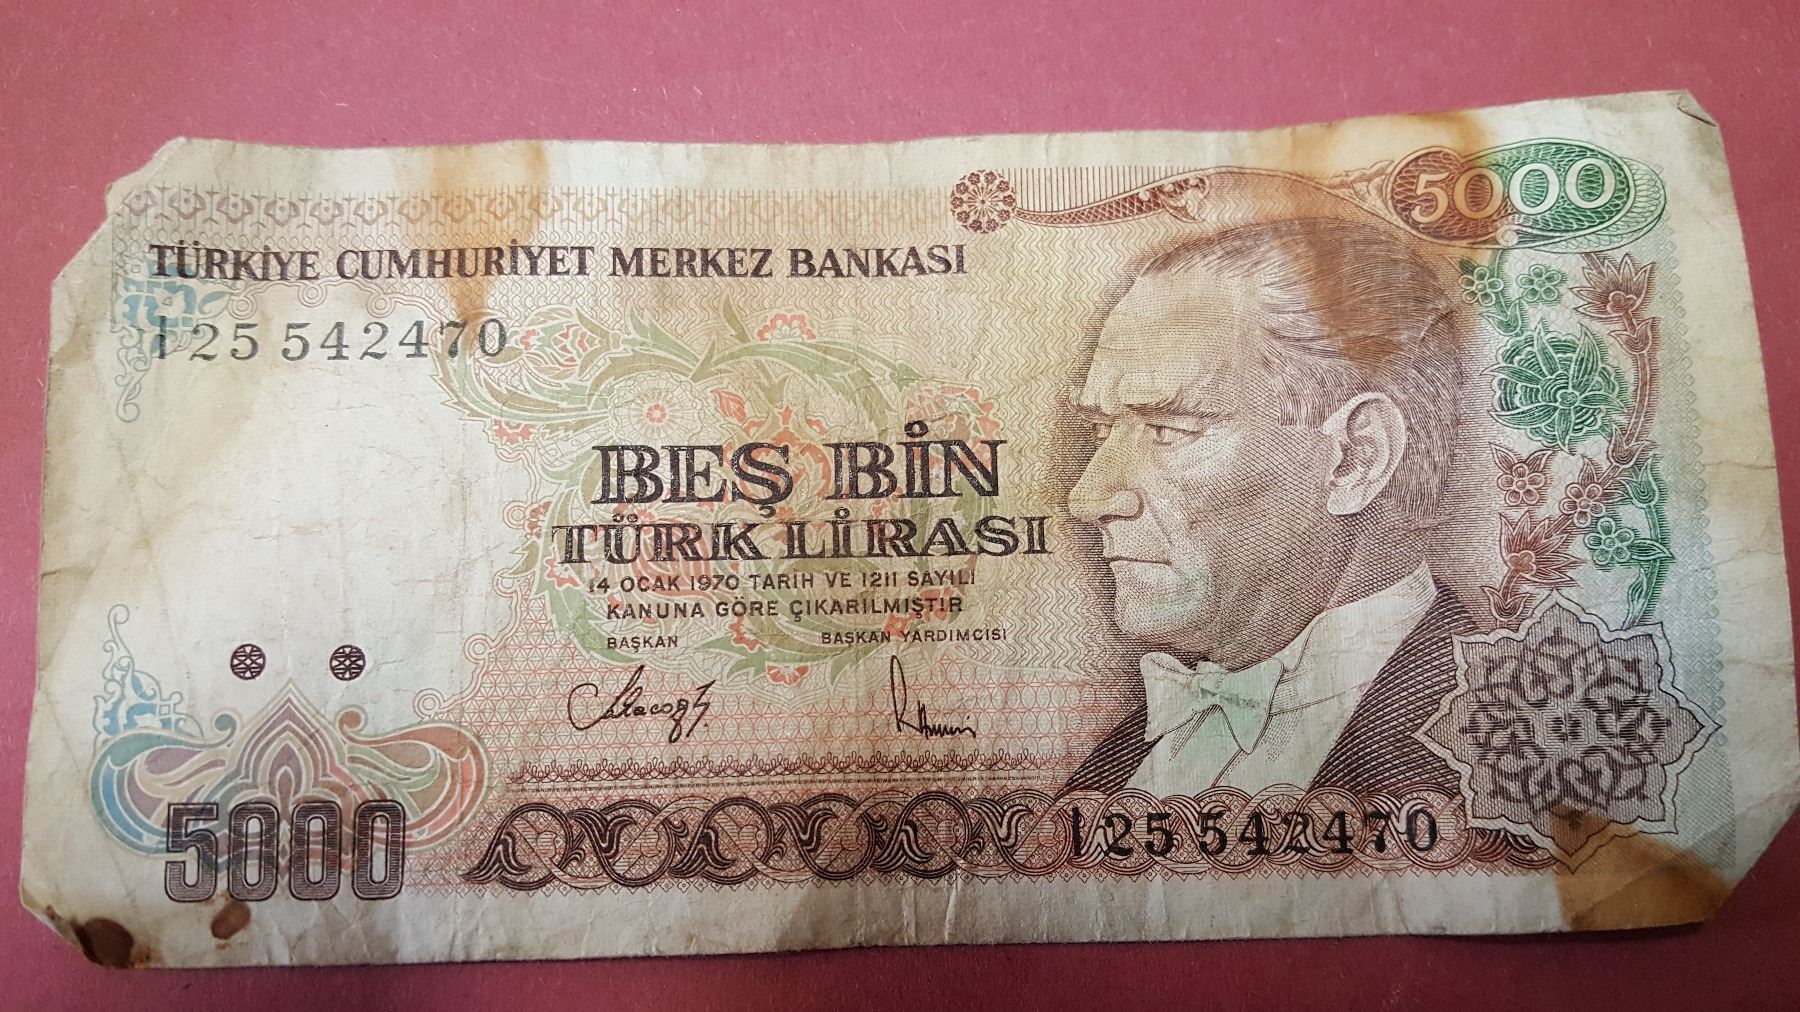 5000
TÜRKİYE CUMHURİYET MERKEZ BANKASI
I25 542470
BEŞ BİN
TÜRK LİRASI
14 OCAK 1970 TARİH VE 1211 SAYILI
KANUNA GÖRE ÇIKARILMIŞTIR
BAŞKAN BAŞKAN YARDIMCISI
5000
I25 542470